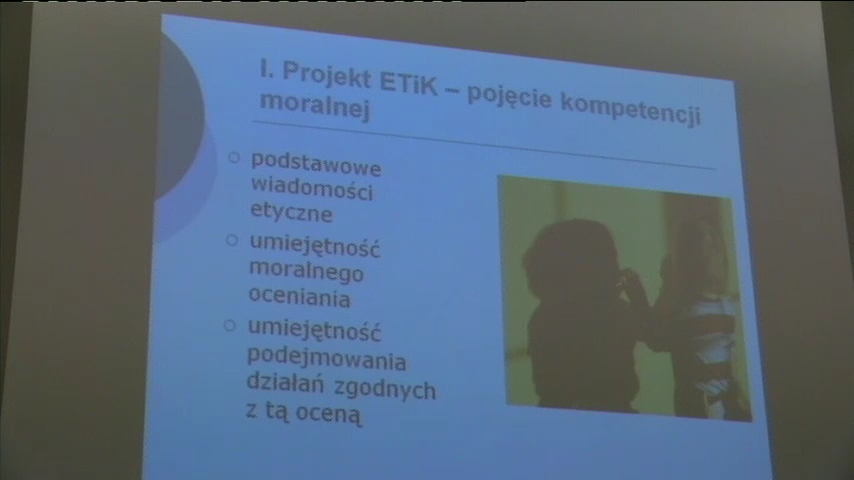 I. Projekt ETiK – pojęcie kompetencji
moralnej
podstawowe
wiadomości
etyczne
umiejętność
moralnego
oceniania
umiejętność
podejmowania
działań zgodnych
z tą oceną